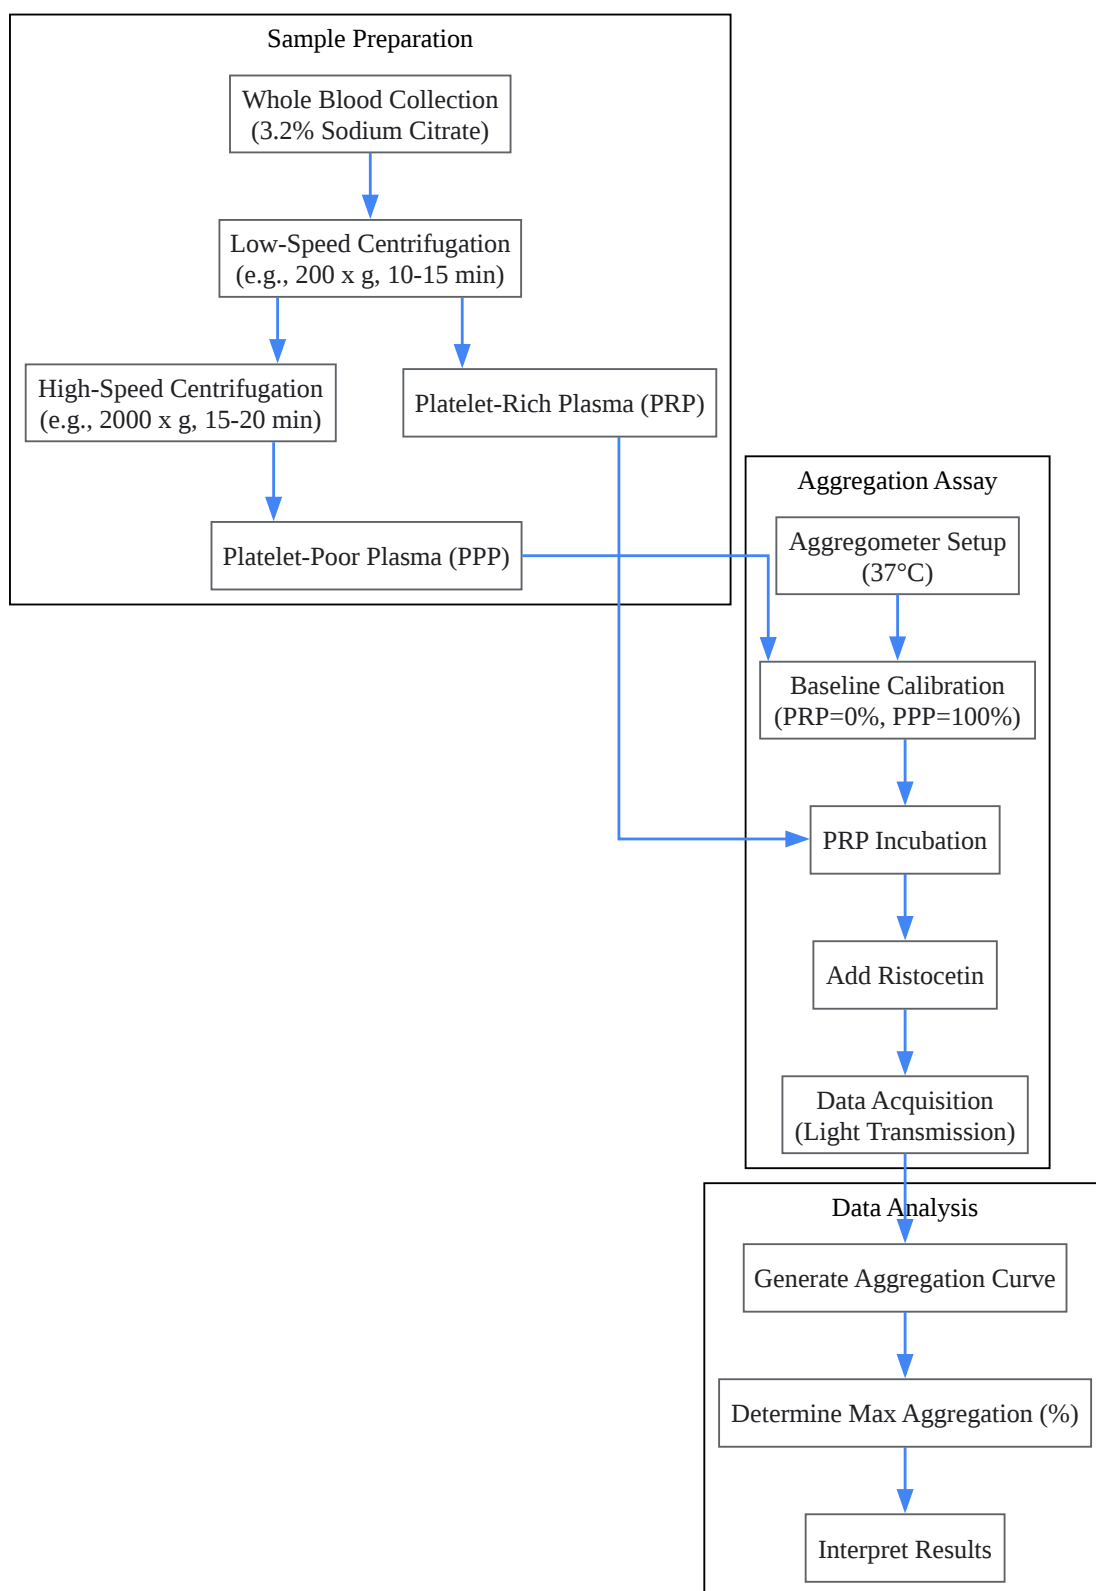 Sample Preparation
Whole Blood Collection
(3.2% Sodium Citrate)
Low-Speed Centrifugation
(e.g., 200 x g, 10-15 min)
High-Speed Centrifugation
(e.g., 2000 x g, 15-20 min)
Platelet-Rich Plasma (PRP)
Platelet-Poor Plasma (PPP)
Aggregation Assay
Aggregometer Setup
(37°C)
Baseline Calibration
(PRP=0%, PPP=100%)
PRP Incubation
Add Ristocetin
Data Acquisition
(Light Transmission)
Data Analysis
Generate Aggregation Curve
Determine Max Aggregation (%)
Interpret Results